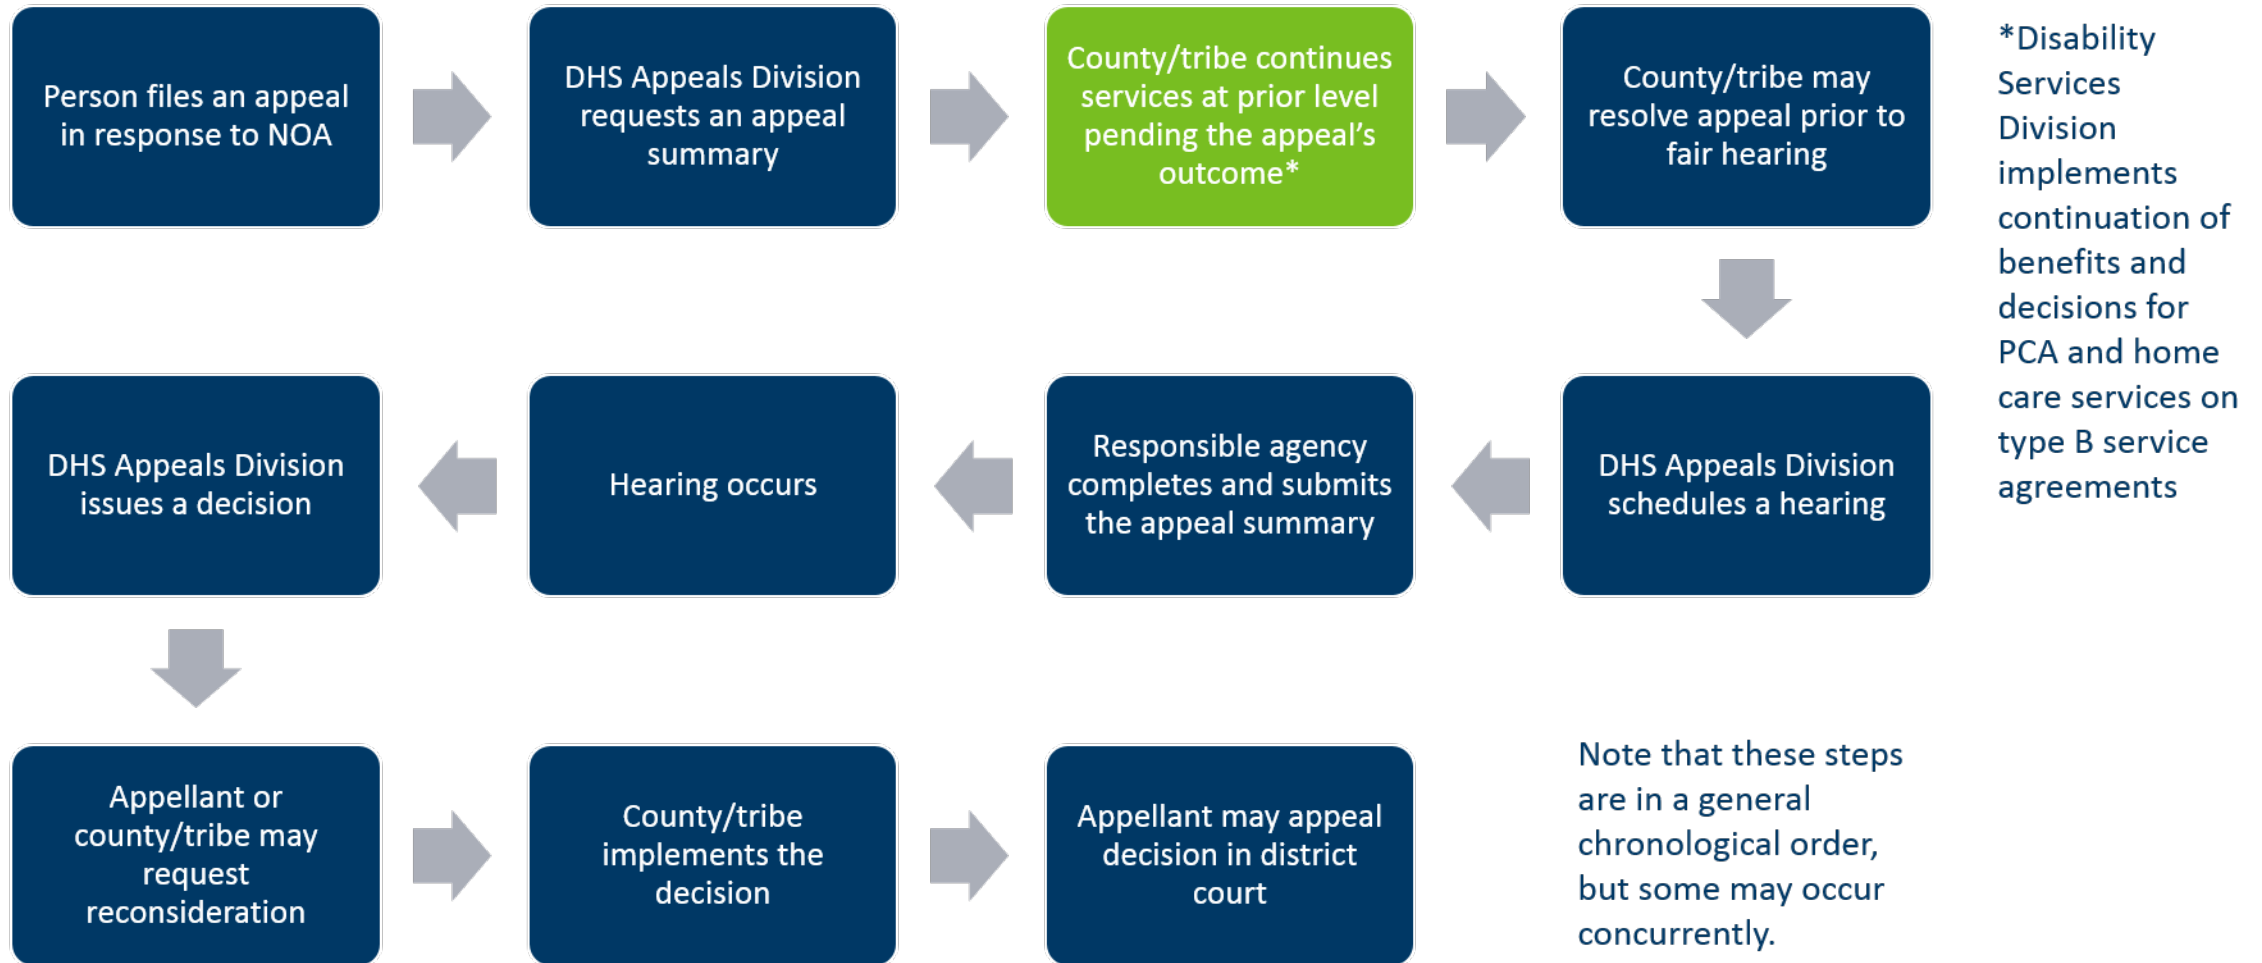 Person files an appeal
in response to NOA
DHS Appeals Division
requests an appeal
summary
County/tribe continues
services at prior level
pending the appeal’s
outcome*
County/tribe may
resolve appeal prior to
fair hearing
*Disability
Services
Division
implements
continuation of
benefits and
decisions for
PCA and home
care services on
type B service
agreements
DHS Appeals Division
schedules a hearing
Responsible agency
completes and submits
the appeal summary
Hearing occurs
DHS Appeals Division
issues a decision
Appellant or
county/tribe may
request
reconsideration
County/tribe
implements the
decision
Appellant may appeal
decision in district
court
Note that these steps
are in a general
chronological order,
but some may occur
concurrently.